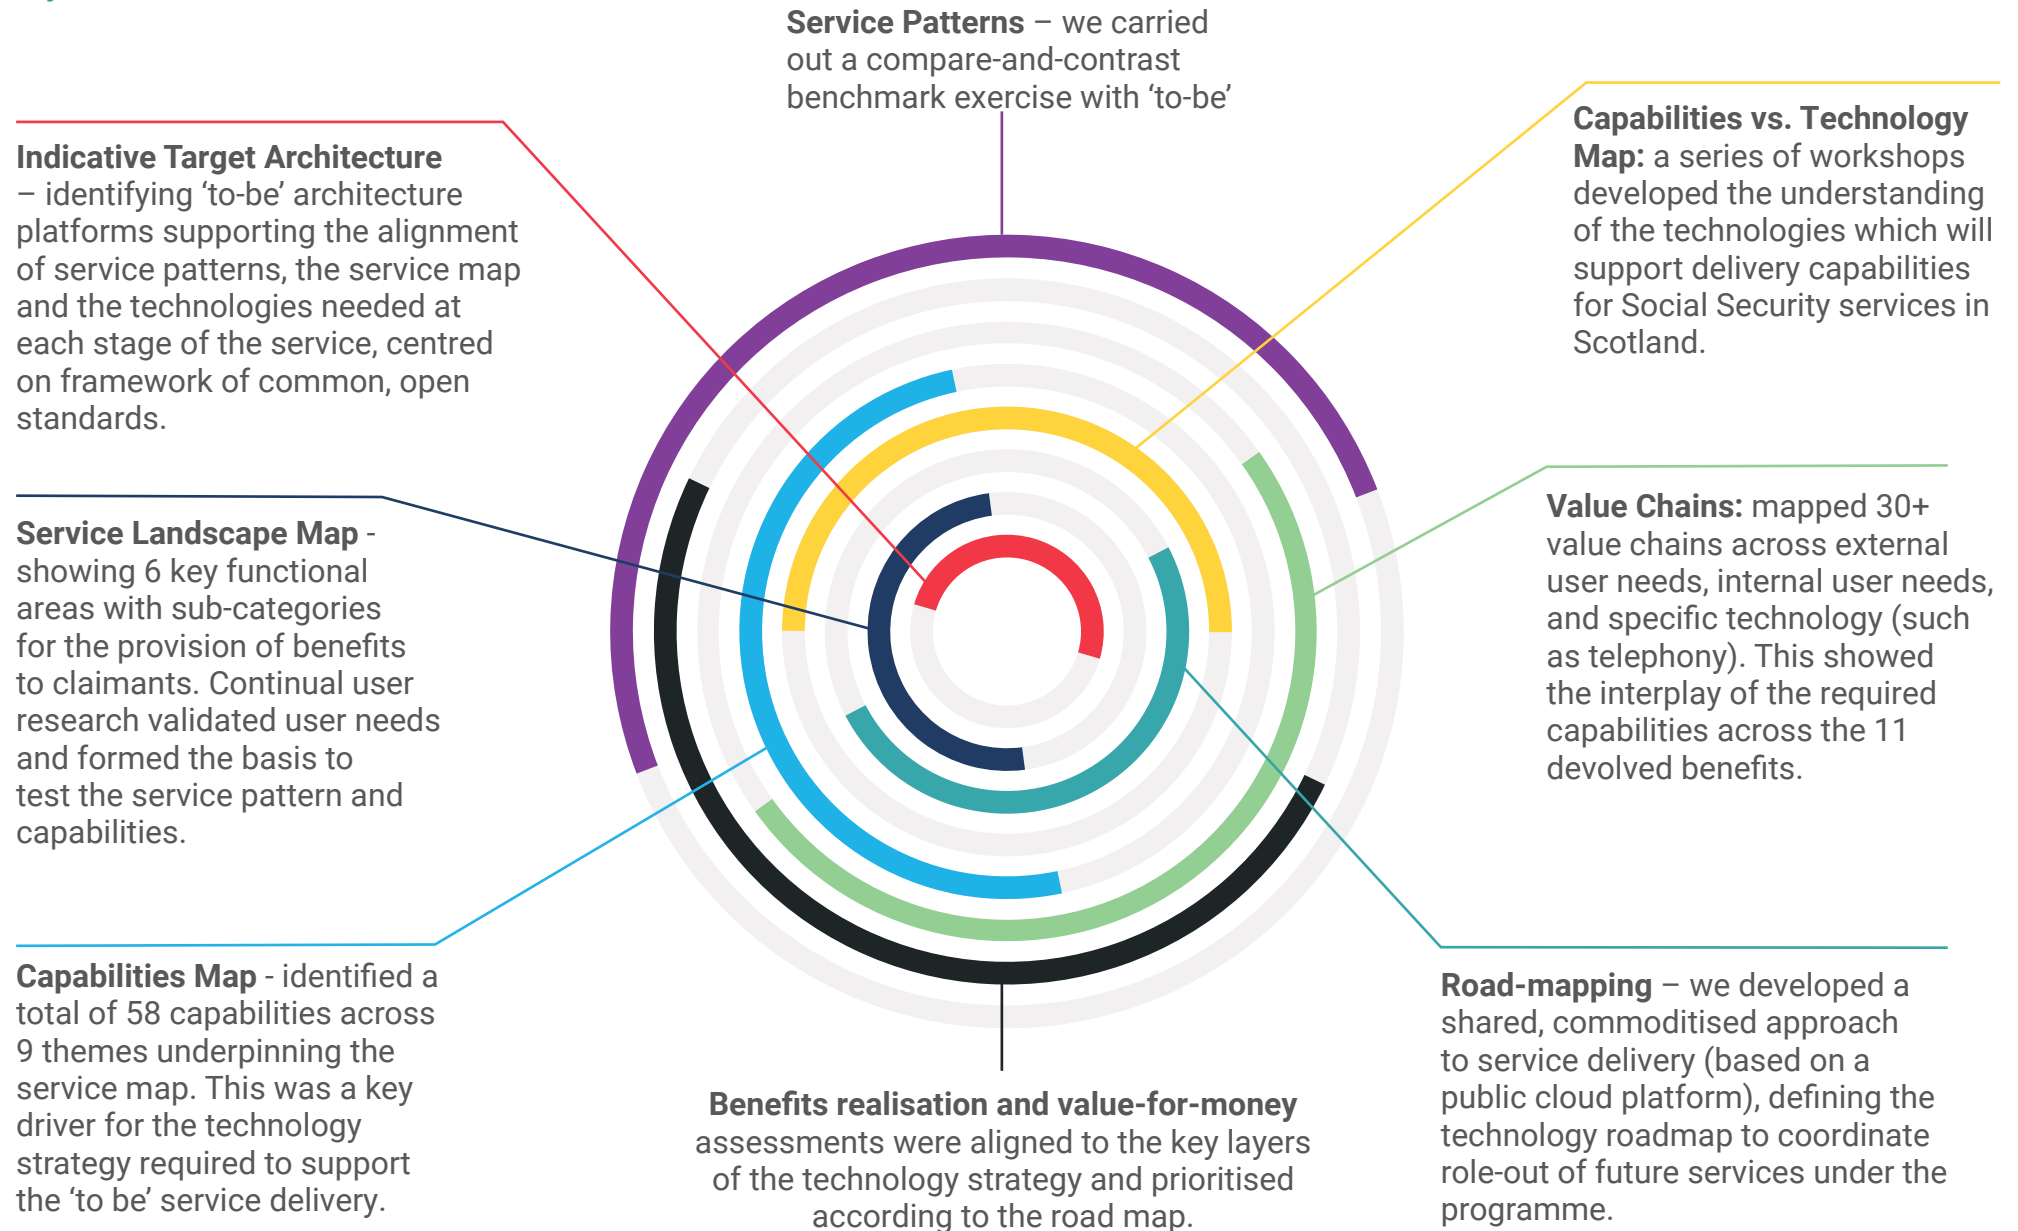 Service Patterns – we carried
out a compare-and-contrast
benchmark exercise with ‘to-be’
Indicative Target Architecture
– identifying ‘to-be’ architecture
platforms supporting the alignment
of service patterns, the service map
and the technologies needed at
each stage of the service, centred
on framework of common, open
standards.
Capabilities vs. Technology
Map: a series of workshops
developed the understanding
of the technologies which will
support delivery capabilities
for Social Security services in
Scotland.
Service Landscape Map -
showing 6 key functional
areas with sub-categories
for the provision of benefits
to claimants. Continual user
research validated user needs
and formed the basis to
test the service pattern and
capabilities.
Value Chains: mapped 30+
value chains across external
user needs, internal user needs,
and specific technology (such
as telephony). This showed
the interplay of the required
capabilities across the 11
devolved benefits.
Capabilities Map - identified a
total of 58 capabilities across
9 themes underpinning the
service map. This was a key
driver for the technology
strategy required to support
the ‘to be’ service delivery.
Benefits realisation and value-for-money
assessments were aligned to the key layers
of the technology strategy and prioritised
according to the road map.
Road-mapping – we developed a
shared, commoditised approach
to service delivery (based on a
public cloud platform), defining the
technology roadmap to coordinate
role-out of future services under the
programme.